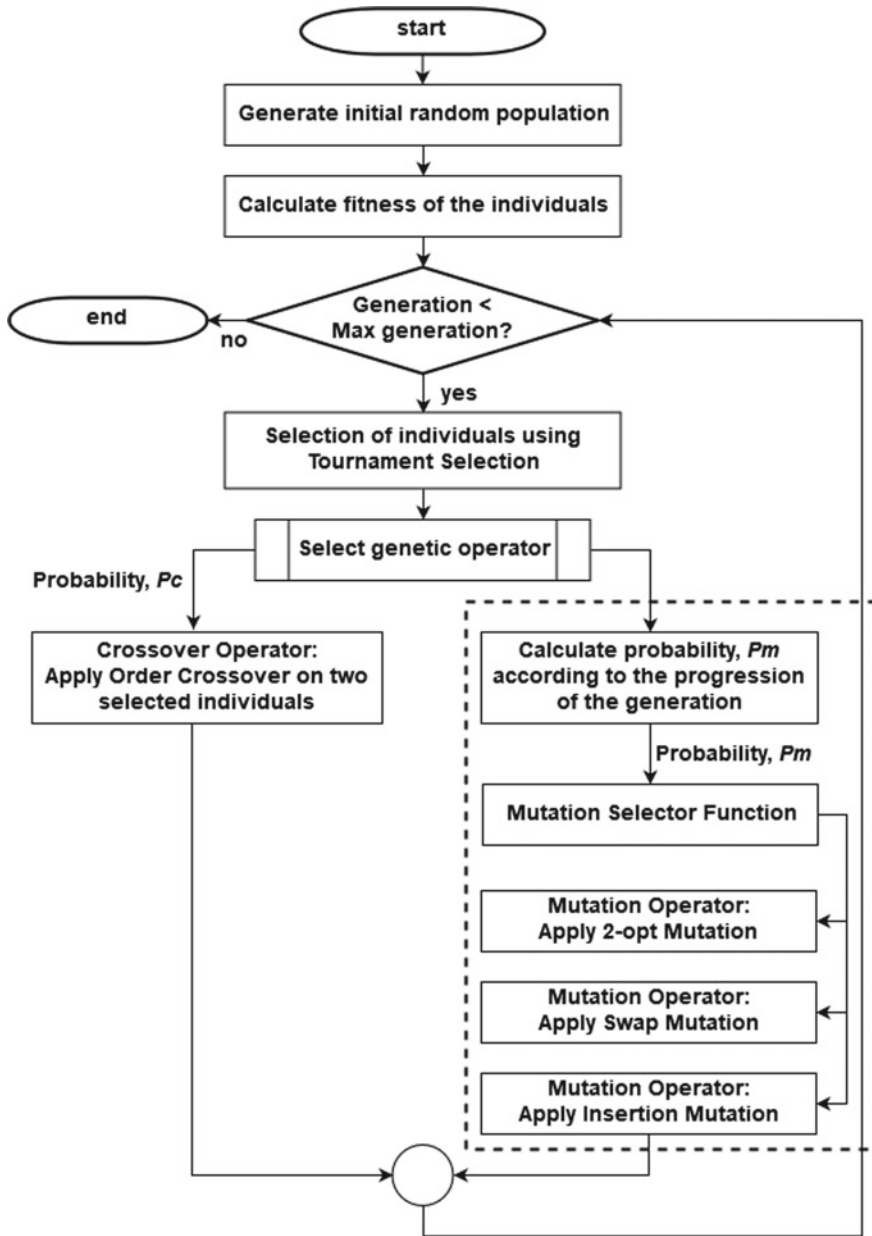 start
Generate initial random population
Calculate fitness of the individuals
Generation <
Max generation?
end
no
yes
Selection of individuals using
Tournament Selection
Select genetic operator
Probability, Pc
Crossover Operator:
Apply Order Crossover on two
selected individuals
Calculate probability, Pm
according to the progression
of the generation
Probability, Pm
Mutation Selector Function
Mutation Operator:
Apply 2-opt Mutation
Mutation Operator:
Apply Swap Mutation
Mutation Operator:
Apply Insertion Mutation